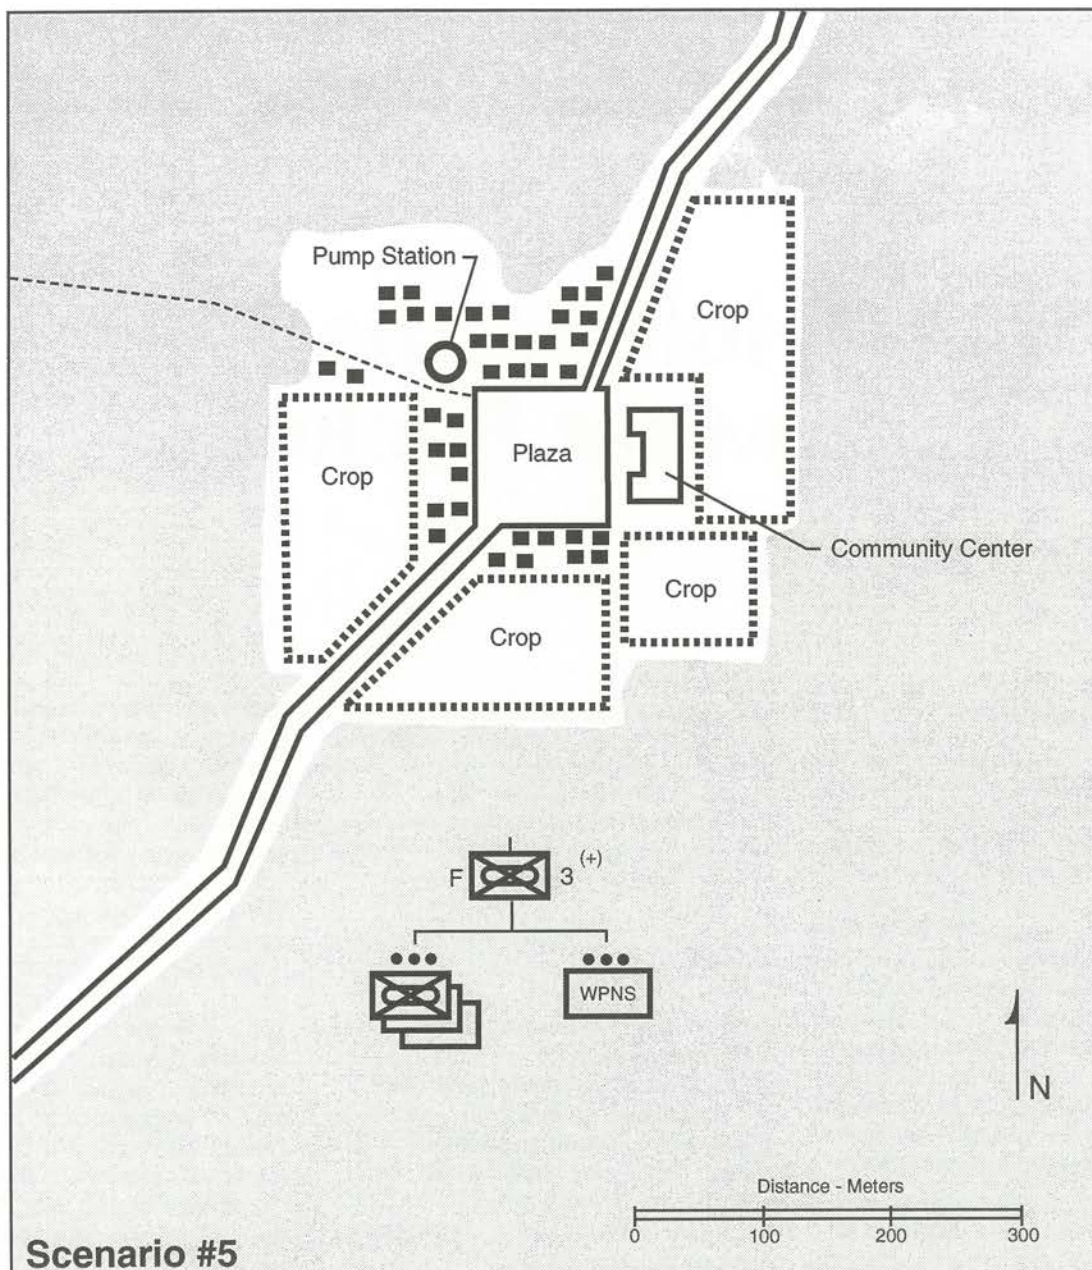 Pump Station
Crop
Crop
Plaza
Community Center
Crop
Crop
F 3 (+)
WPNS
N
Distance - Meters
0 100 200 300
Scenario #5